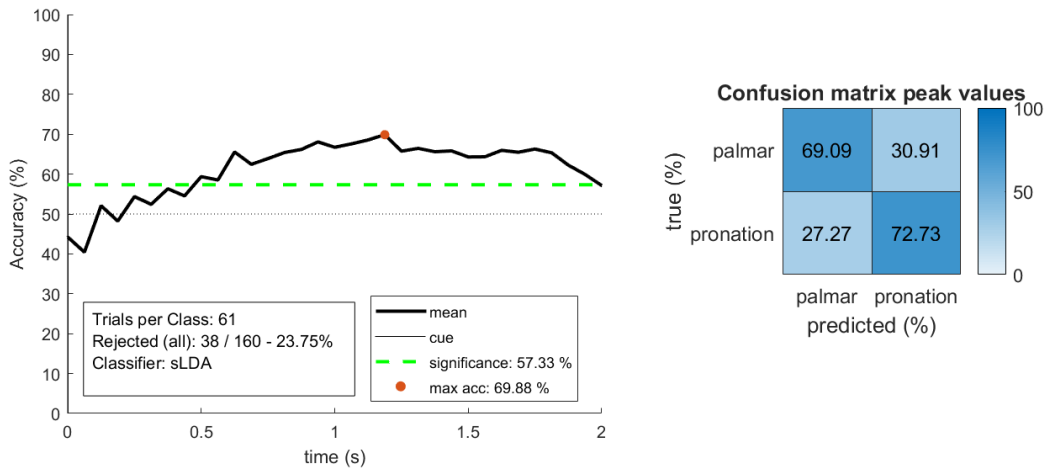 100
90
80
70
60
50
40
30
20
10
0
Accuracy (%)
0
0.5
1
1.5
2
time (s)
Trials per Class: 61
Rejected (all): 38 / 160 - 23.75%
Classifier: sLDA
mean
cue
significance: 57.33 %
max acc: 69.88 %
Confusion matrix peak values
true (%)
palmar
69.09
30.91
pronation
27.27
72.73
palmar
pronation
predicted (%)
100
50
0